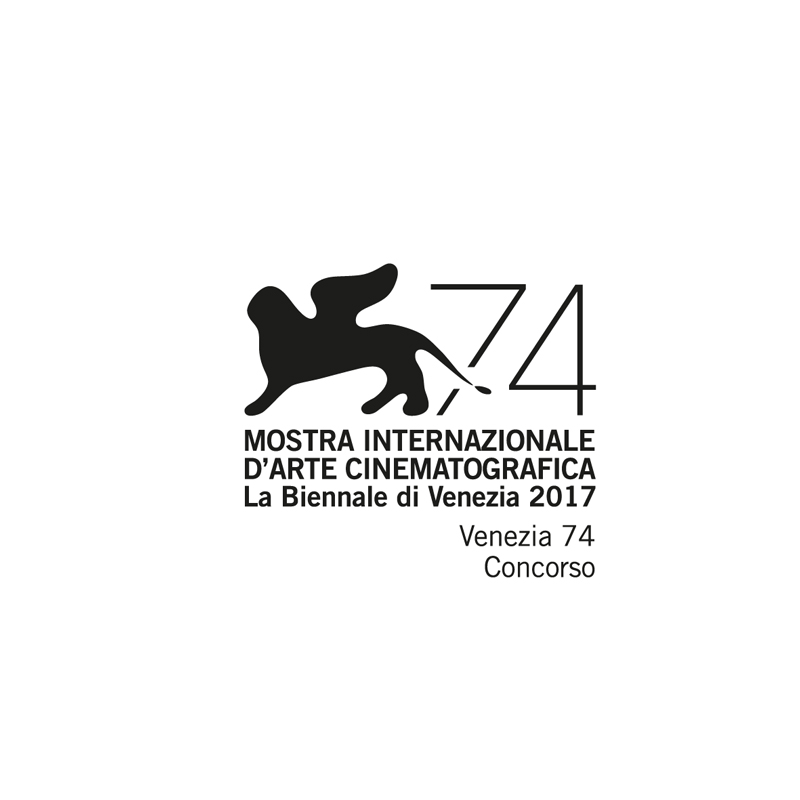 74
MOSTRA INTERNAZIONALE
D'ARTE CINEMATOGRAFICA
La Biennale di Venezia 2017
Venezia 74
Concorso